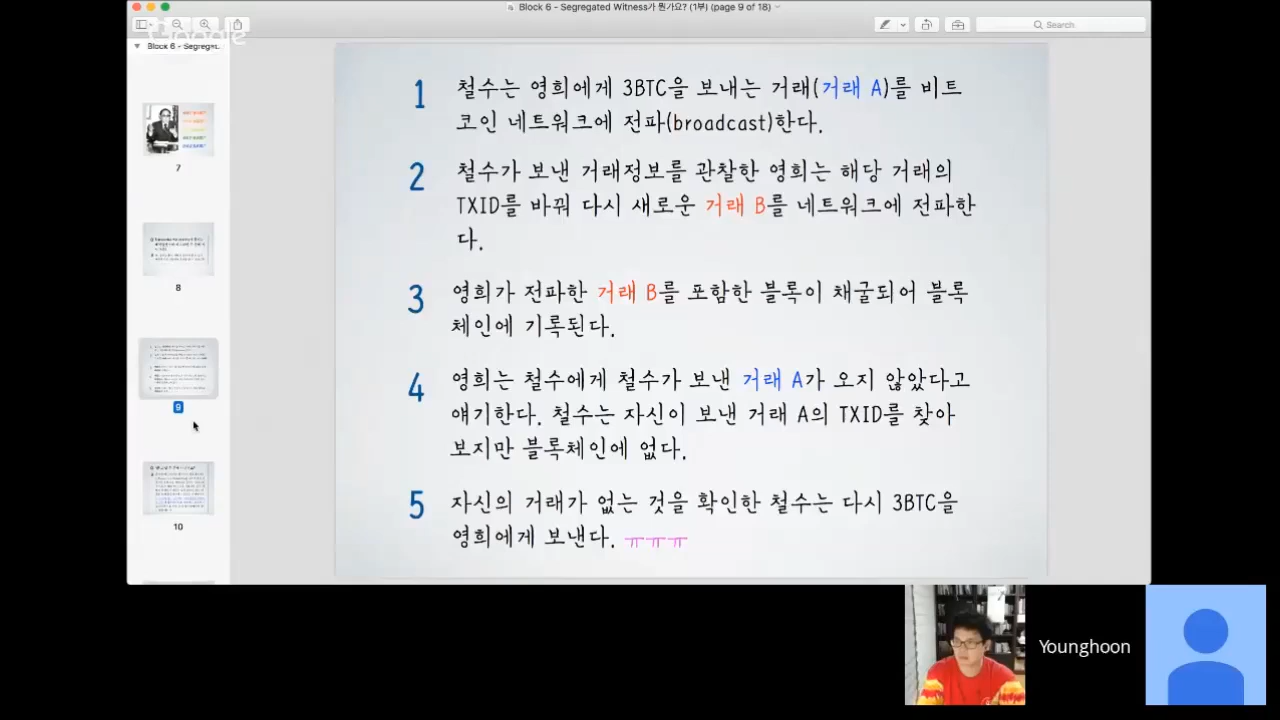 Block 6 - Segregated Witness가 뭔가요? (1부) (page 9 of 18)
Search
Block 6 - Segreg...
7
8
9
10
1 철수는 영희에게 3BTC을 보내는 거래(거래 A)를 비트
코인 네트워크에 전파(broadcast)한다.
2 철수가 보낸 거래정보를 관찰한 영희는 해당 거래의
TXID를 바꿔 다시 새로운 거래 B를 네트워크에 전파한
다.
3 영희가 전파한 거래 B를 포함한 블록이 채굴되어 블록
체인에 기록된다.
4 영희는 철수에게 철수가 보낸 거래 A가 오지 않았다고
얘기한다. 철수는 자신이 보낸 거래 A의 TXID를 찾아
보지만 블록체인에 없다.
5 자신의 거래가 없는 것을 확인한 철수는 다시 3BTC을
영희에게 보낸다. ㅠㅠㅠ
Younghoon